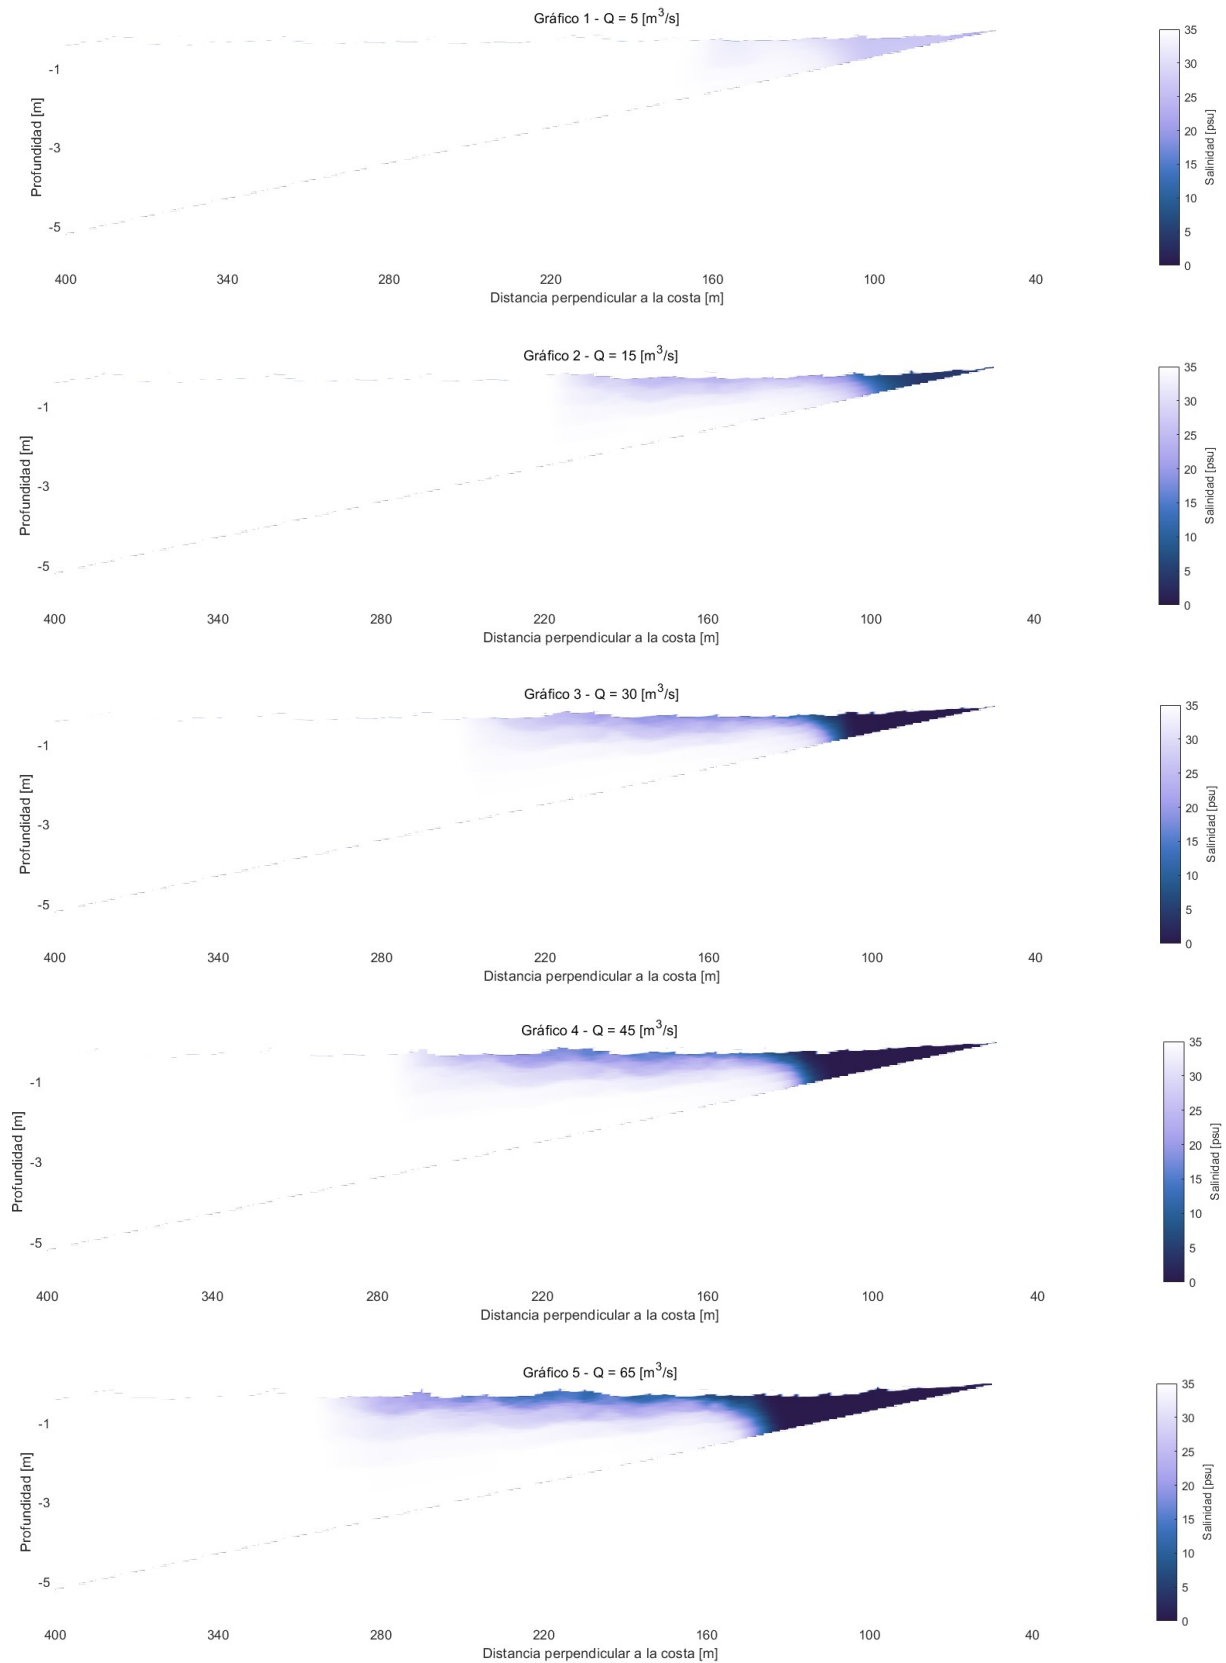 Gráfico 1 - Q = 5 [m³/s]
-1
-3
-5
Profundidad [m]
400 340 280 220 160 100 40
Distancia perpendicular a la costa [m]
35
30
25
20
15
10
5
0
Salinidad [psu]
Gráfico 2 - Q = 15 [m³/s]
-1
-3
-5
Profundidad [m]
400 340 280 220 160 100 40
Distancia perpendicular a la costa [m]
35
30
25
20
15
10
5
0
Salinidad [psu]
Gráfico 3 - Q = 30 [m³/s]
-1
-3
-5
Profundidad [m]
400 340 280 220 160 100 40
Distancia perpendicular a la costa [m]
35
30
25
20
15
10
5
0
Salinidad [psu]
Gráfico 4 - Q = 45 [m³/s]
-1
-3
-5
Profundidad [m]
400 340 280 220 160 100 40
Distancia perpendicular a la costa [m]
35
30
25
20
15
10
5
0
Salinidad [psu]
Gráfico 5 - Q = 65 [m³/s]
-1
-3
-5
Profundidad [m]
400 340 280 220 160 100 40
Distancia perpendicular a la costa [m]
35
30
25
20
15
10
5
0
Salinidad [psu]